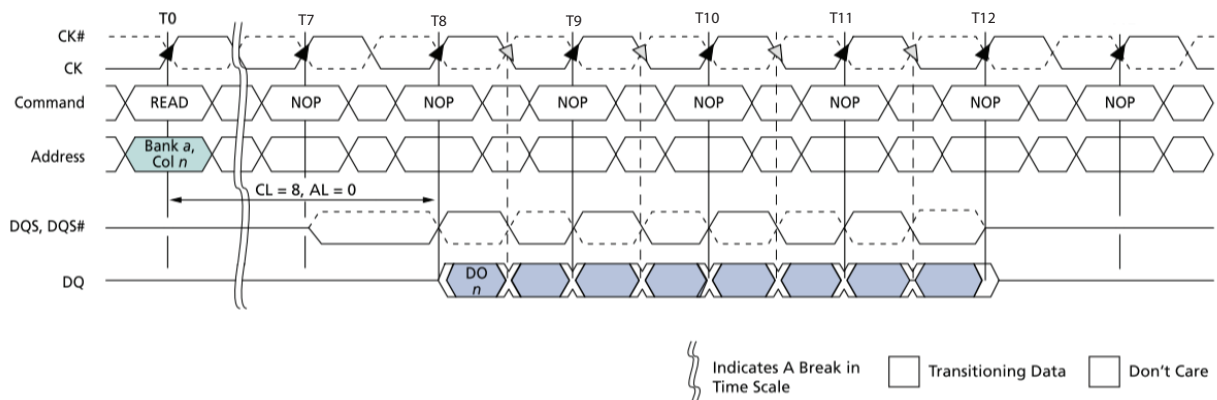 T0 T7 T8 T9 T10 T11 T12
CK#
CK
Command READ NOP NOP NOP NOP NOP NOP NOP
Address Bank a,
Col n
CL = 8, AL = 0
DQS, DQS#
DQ DO
n
Indicates A Break in
Time Scale
Transitioning Data
Don't Care